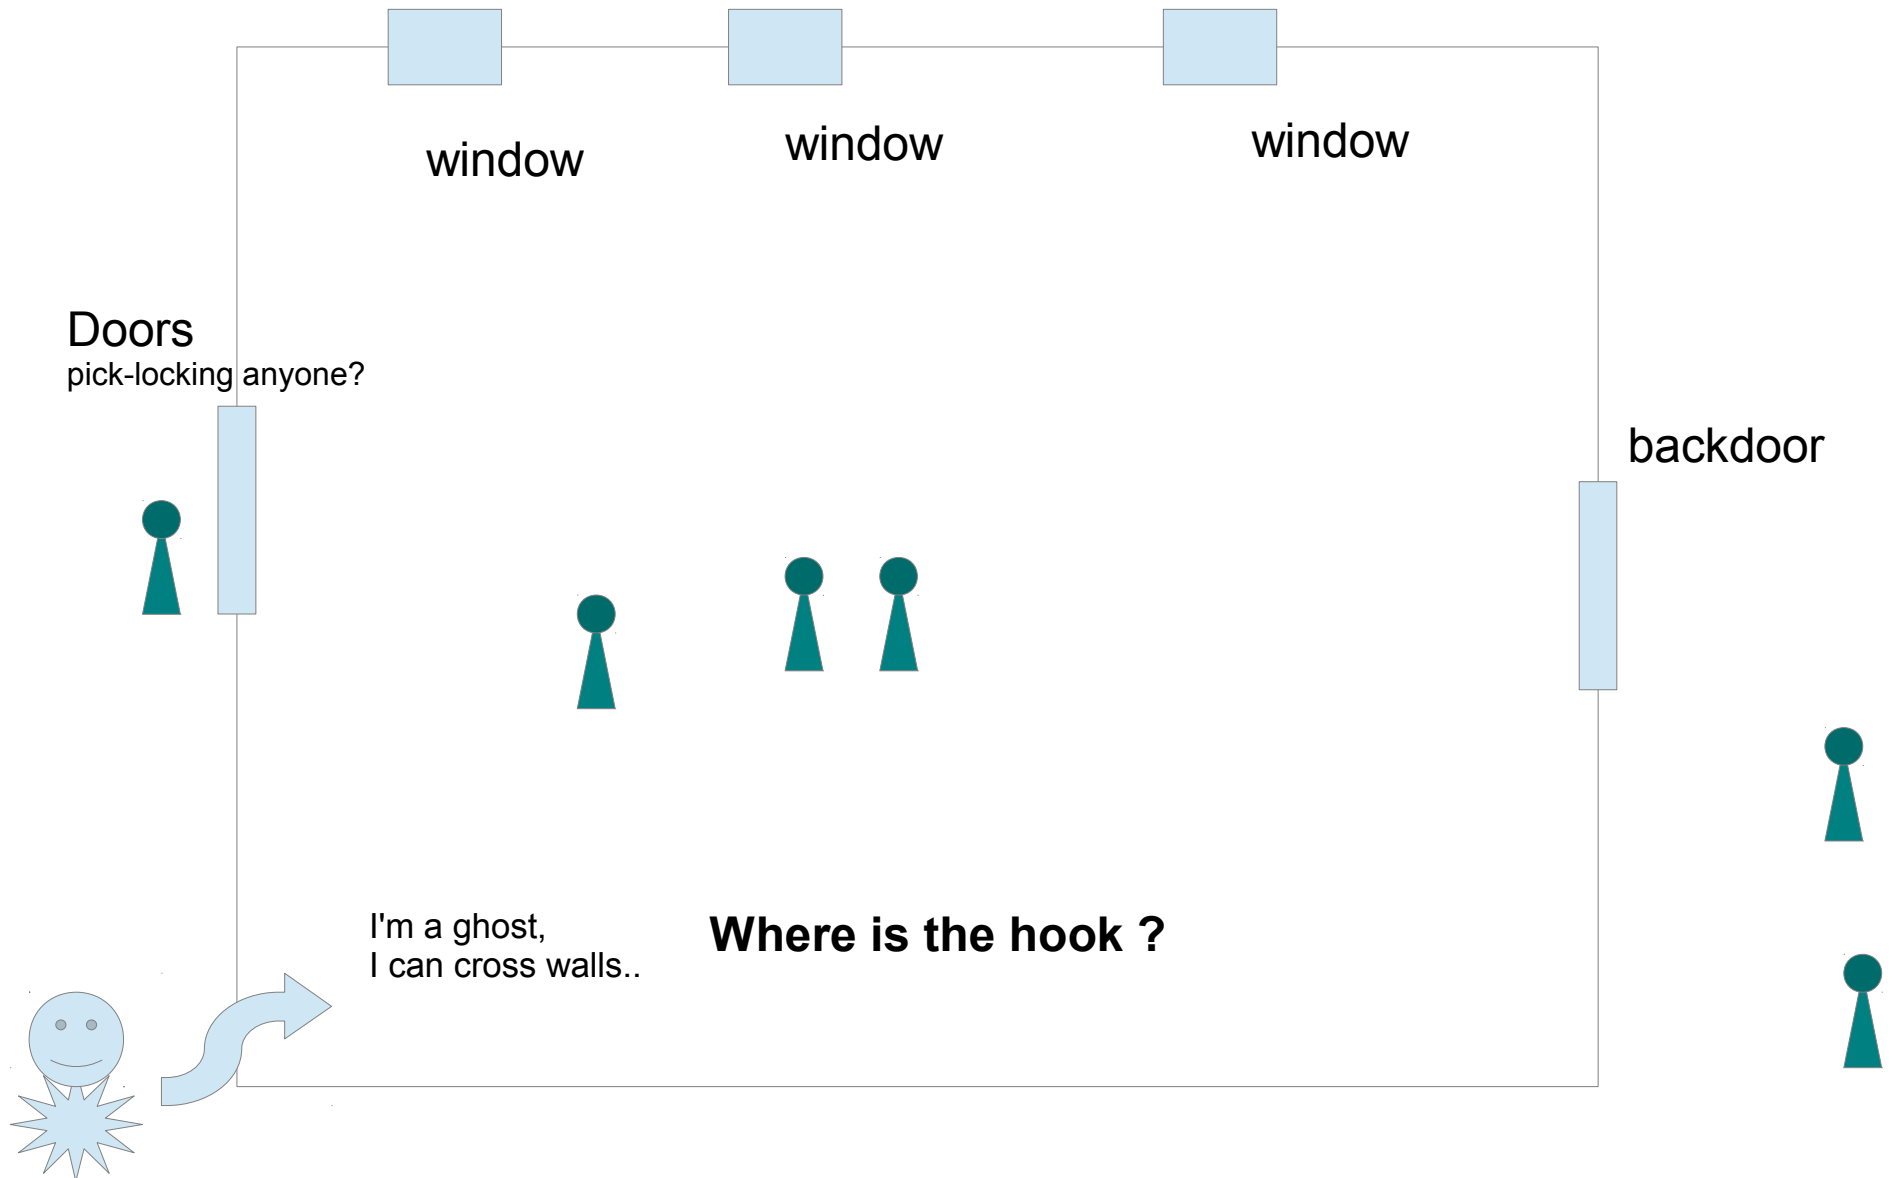 window
window
window
Doors
pick-locking anyone?
backdoor
I'm a ghost,
I can cross walls..
Where is the hook ?